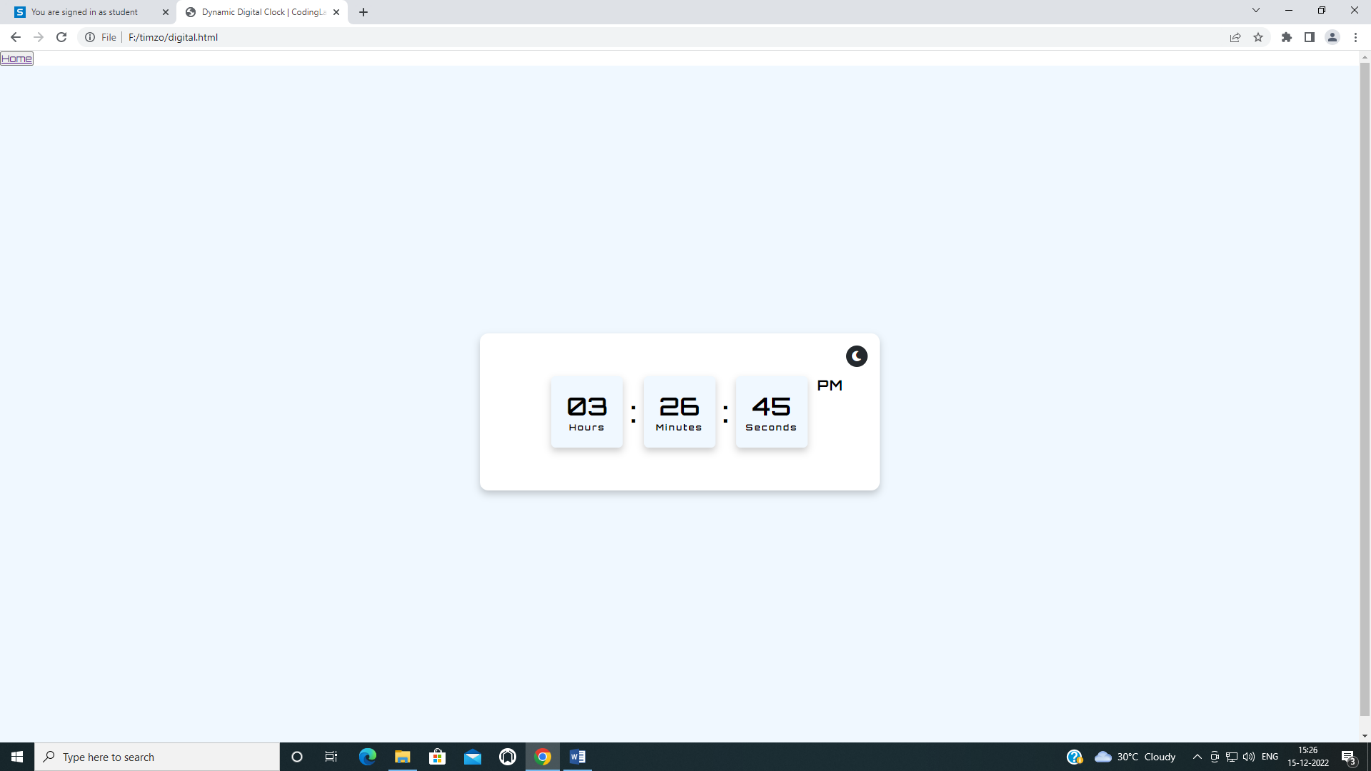 You are signed in as student
Dynamic Digital Clock | CodingL
File F:/timzo/digital.html
Home
03 : 26 : 45 PM
Hours Minutes Seconds
Type here to search
30°C Cloudy
ENG
15:26
15-12-2022
3